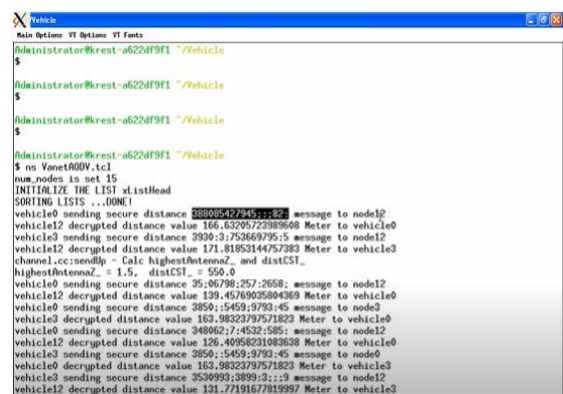 Vehicle
Main Options VT Options VT Fonts
Administrator@krest-a622df9f1 ~/Vehicle
$
Administrator@krest-a622df9f1 ~/Vehicle
$
Administrator@krest-a622df9f1 ~/Vehicle
$
Administrator@krest-a622df9f1 ~/Vehicle
$ ns VanetAODV.tcl
num_nodes is set 15
INITIALIZE THE LIST xListHead
SORTING LISTS ...DONE!
vehicle0 sending secure distance 388085427945;;;82: message to node12
vehicle12 decrypted distance value 166.63205723989608 Meter to vehicle0
vehicle3 sending secure distance 3930:3;753669795:5 message to node12
vehicle12 decrypted distance value 171.81853144757383 Meter to vehicle3
channel.cc:sendUp - Calc highestAntennaZ_ and distCST_
highestAntennaZ_ = 1.5, distCST_ = 550.0
vehicle0 sending secure distance 35;06798;257:2658; message to node12
vehicle12 decrypted distance value 139.45769035804369 Meter to vehicle0
vehicle0 sending secure distance 3850;:5459;9793:45 message to node3
vehicle3 decrypted distance value 163.98323797571823 Meter to vehicle0
vehicle0 sending secure distance 348062;7:4532:585: message to node12
vehicle12 decrypted distance value 126.40958231083638 Meter to vehicle0
vehicle3 sending secure distance 3850;:5459;9793:45 message to node0
vehicle0 decrypted distance value 163.98323797571823 Meter to vehicle3
vehicle3 sending secure distance 3530993;3899:3:;;9 message to node12
vehicle12 decrypted distance value 131.77191677819997 Meter to vehicle3